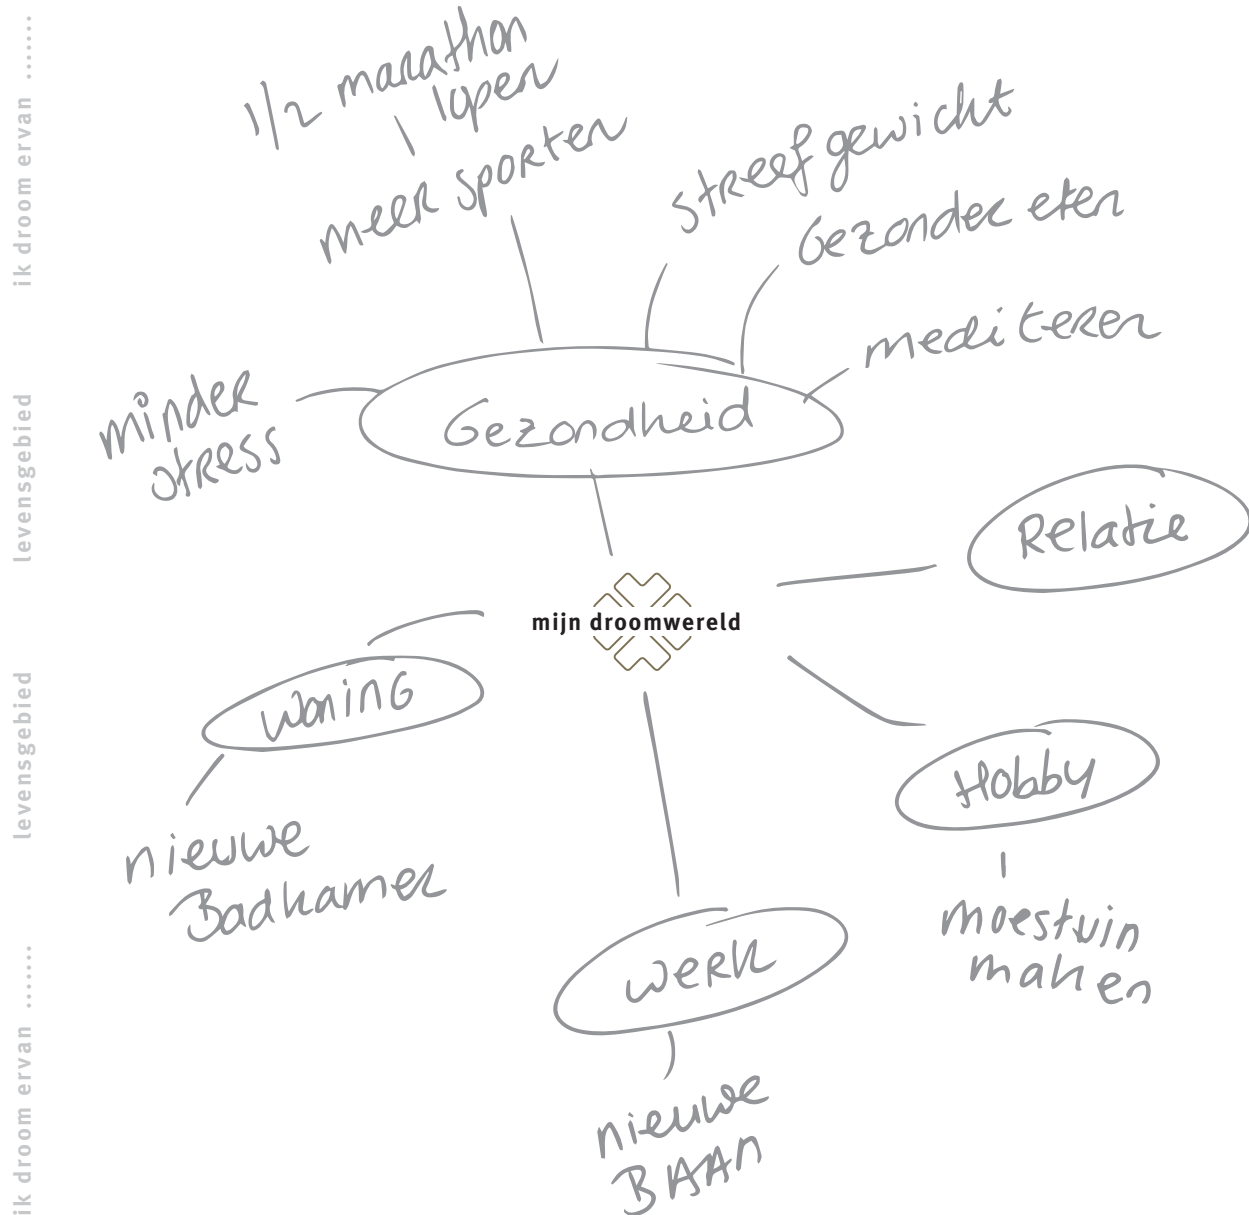 ik droom ervan .......
levensgebied
levensgebied
ik droom ervan .......
1/2 marathon
lopen
meer sporten
streefgewicht
Gezonder eten
mediteren
minder
stress
Gezondheid
Relatie
mijn droomwereld
Woning
nieuwe
Badkamer
Hobby
moestuin
maken
werk
nieuwe
BAAn